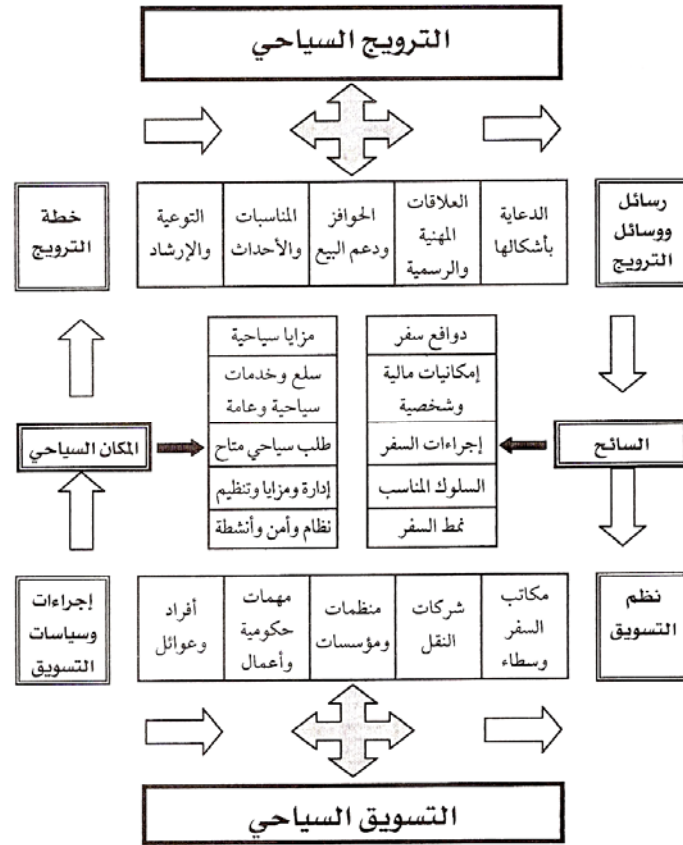 الترويج السياحي
رسائل
ووسائل
الترويج
الدعاية
بأشكالها
العلاقات
المهنية
والرسمية
الحوافز
ودعم البيع
المناسبات
والأحداث
التوعية
والإرشاد
خطة
الترويج
دوافع سفر
إمكانيات مالية
وشخصية
إجراءات السفر
السلوك المناسب
نمط السفر
مزايا سياحية
سلع وخدمات
سياحية وعامة
طلب سياحي متاح
إدارة ومزايا وتنظيم
نظام وأمن وأنشطة
السائح
المكان السياحي
نظم
التسويق
مكاتب
السفر
وسطاء
شركات
النقل
منظمات
ومؤسسات
مهمات
حكومية
وأعمال
أفراد
وعوائل
إجراءات
وسياسات
التسويق
التسويق السياحي